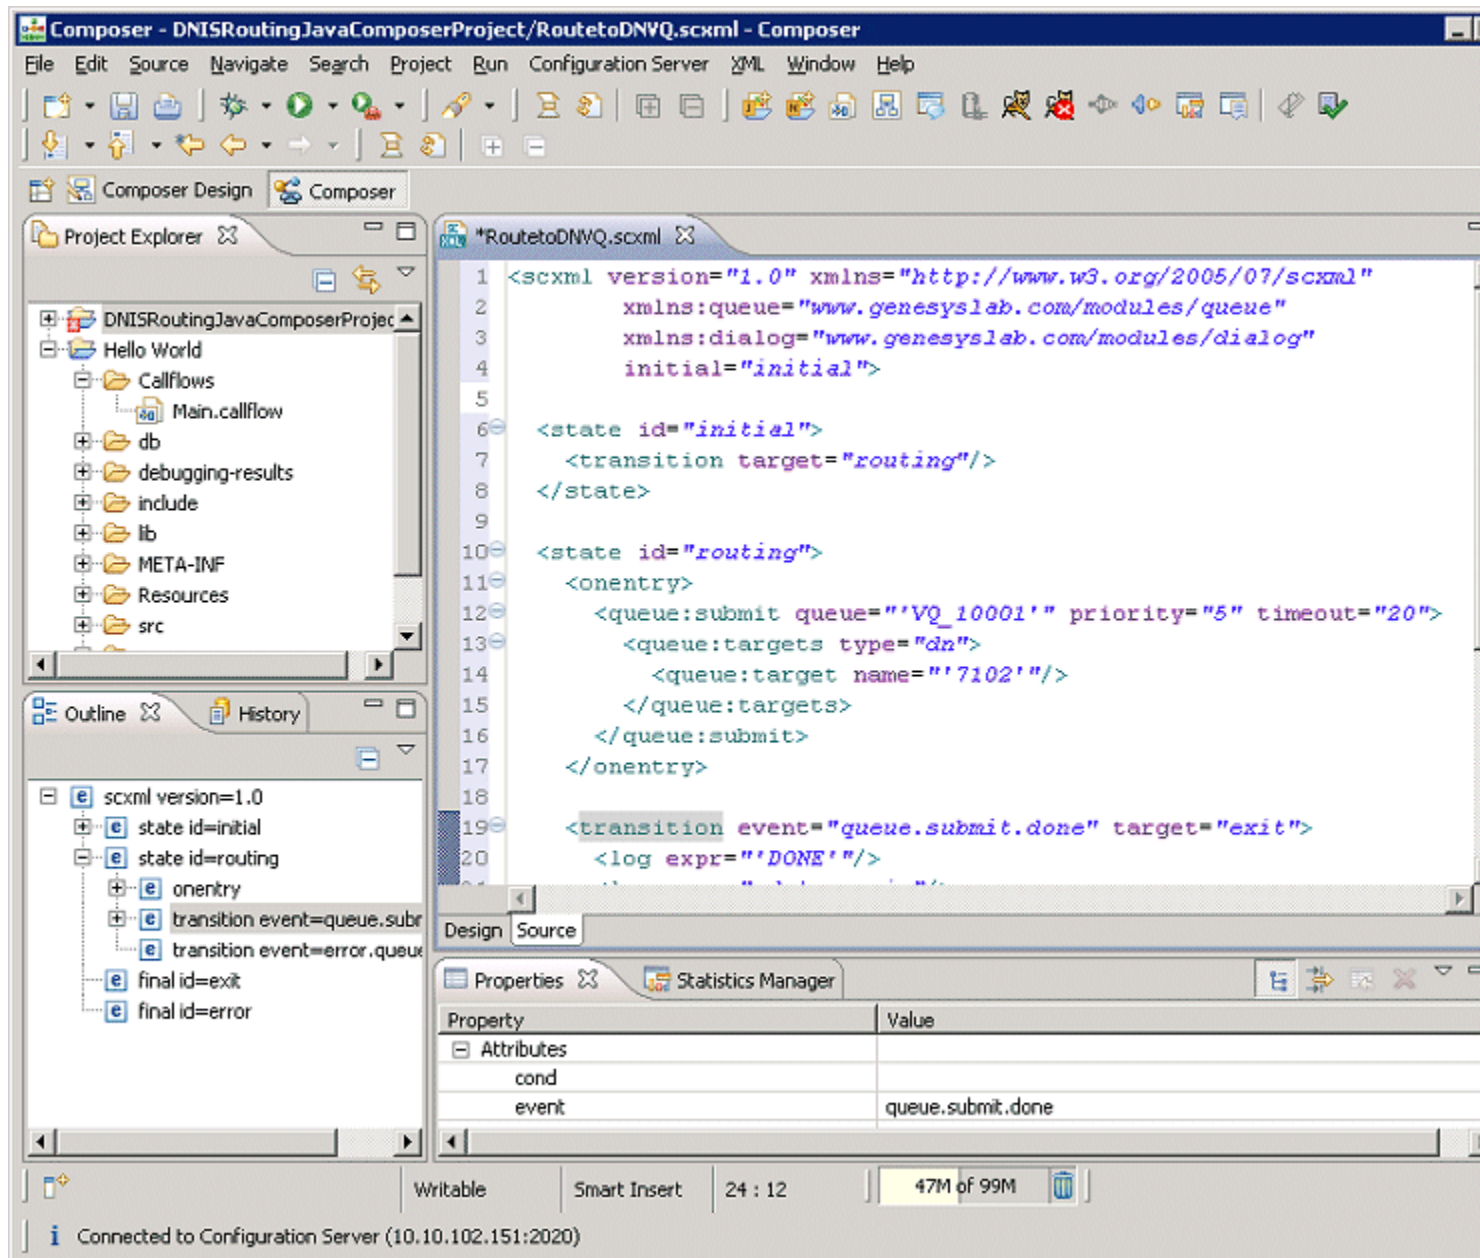 Composer - DNISRoutingJavaComposerProject/RoutetoDNVQ.scxml - Composer
File Edit Source Navigate Search Project Run Configuration Server XML Window Help
Composer Design Composer
Project Explorer
DNISRoutingJavaComposerProjec
Hello World
Callflows
Main.callflow
db
debugging-results
include
lib
META-INF
Resources
src
Outline History
scxml version=1.0
state id=initial
state id=routing
onentry
transition event=queue.subr
transition event=error.queue
final id=exit
final id=error
*RoutetoDNVQ.scxml
1 <scxml version="1.0" xmlns="http://www.w3.org/2005/07/scxml"
2 xmlns:queue="www.genesyslab.com/modules/queue"
3 xmlns:dialog="www.genesyslab.com/modules/dialog"
4 initial="initial">
5
6 <state id="initial">
7 <transition target="routing"/>
8 </state>
9
10 <state id="routing">
11 <onentry>
12 <queue:submit queue="'VQ_10001'" priority="5" timeout="20">
13 <queue:targets type="dn">
14 <queue:target name="'7102'"/>
15 </queue:targets>
16 </queue:submit>
17 </onentry>
18
19 <transition event="queue.submit.done" target="exit">
20 <log expr="'DONE'"/>
Design Source
Properties Statistics Manager
Property Value
Attributes
cond
event queue.submit.done
Writable Smart Insert 24 : 12 47M of 99M
Connected to Configuration Server (10.10.102.151:2020)